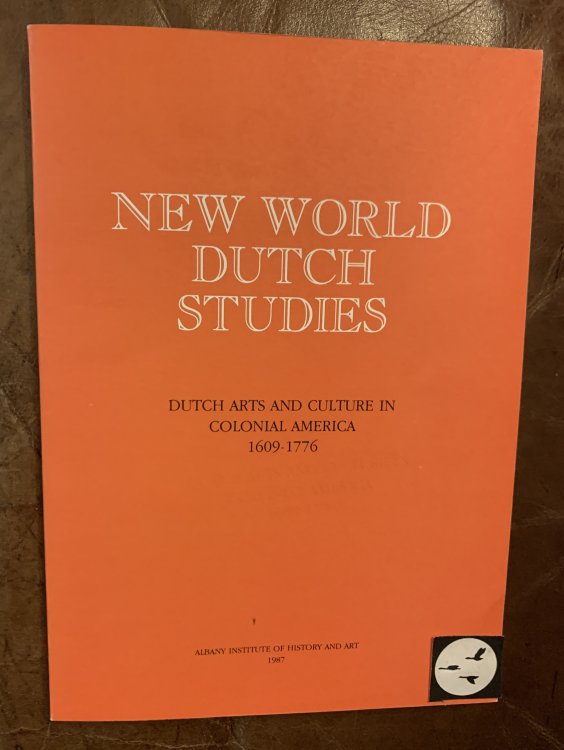 NEW WORLD
DUTCH
STUDIES
DUTCH ARTS AND CULTURE IN
COLONIAL AMERICA
1609-1776
ALBANY INSTITUTE OF HISTORY AND ART
1987